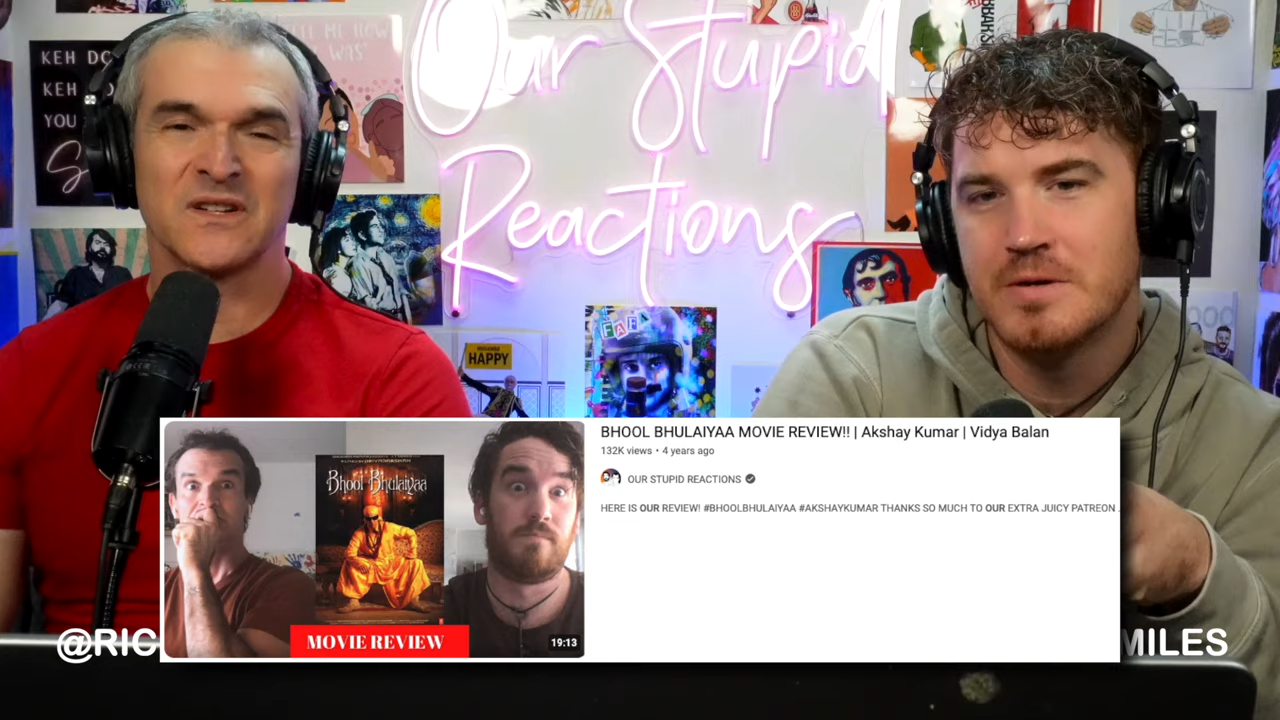 Our Stupid
Reactions
KEH DO
KEH
YOU
HAPPY
BHOOL BHULAIYAA MOVIE REVIEW!! | Akshay Kumar | Vidya Balan
132K views • 4 years ago
OUR STUPID REACTIONS
HERE IS OUR REVIEW! #BHOOLBHULAIYAA #AKSHAYKUMAR THANKS SO MUCH TO OUR EXTRA JUICY PATREON .
Bhool Bhulaiyaa
MOVIE REVIEW
19:13
@RIC
MILES